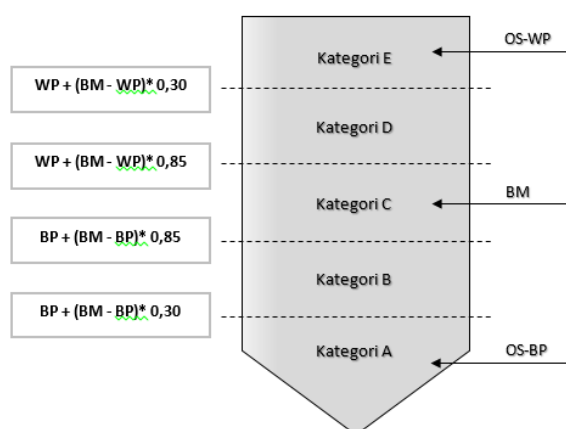 OS-WP
Kategori E
WP + (BM - WP)* 0,30
Kategori D
WP + (BM - WP)* 0,85
Kategori C
BM
BP + (BM - BP)* 0,85
Kategori B
BP + (BM - BP)* 0,30
Kategori A
OS-BP